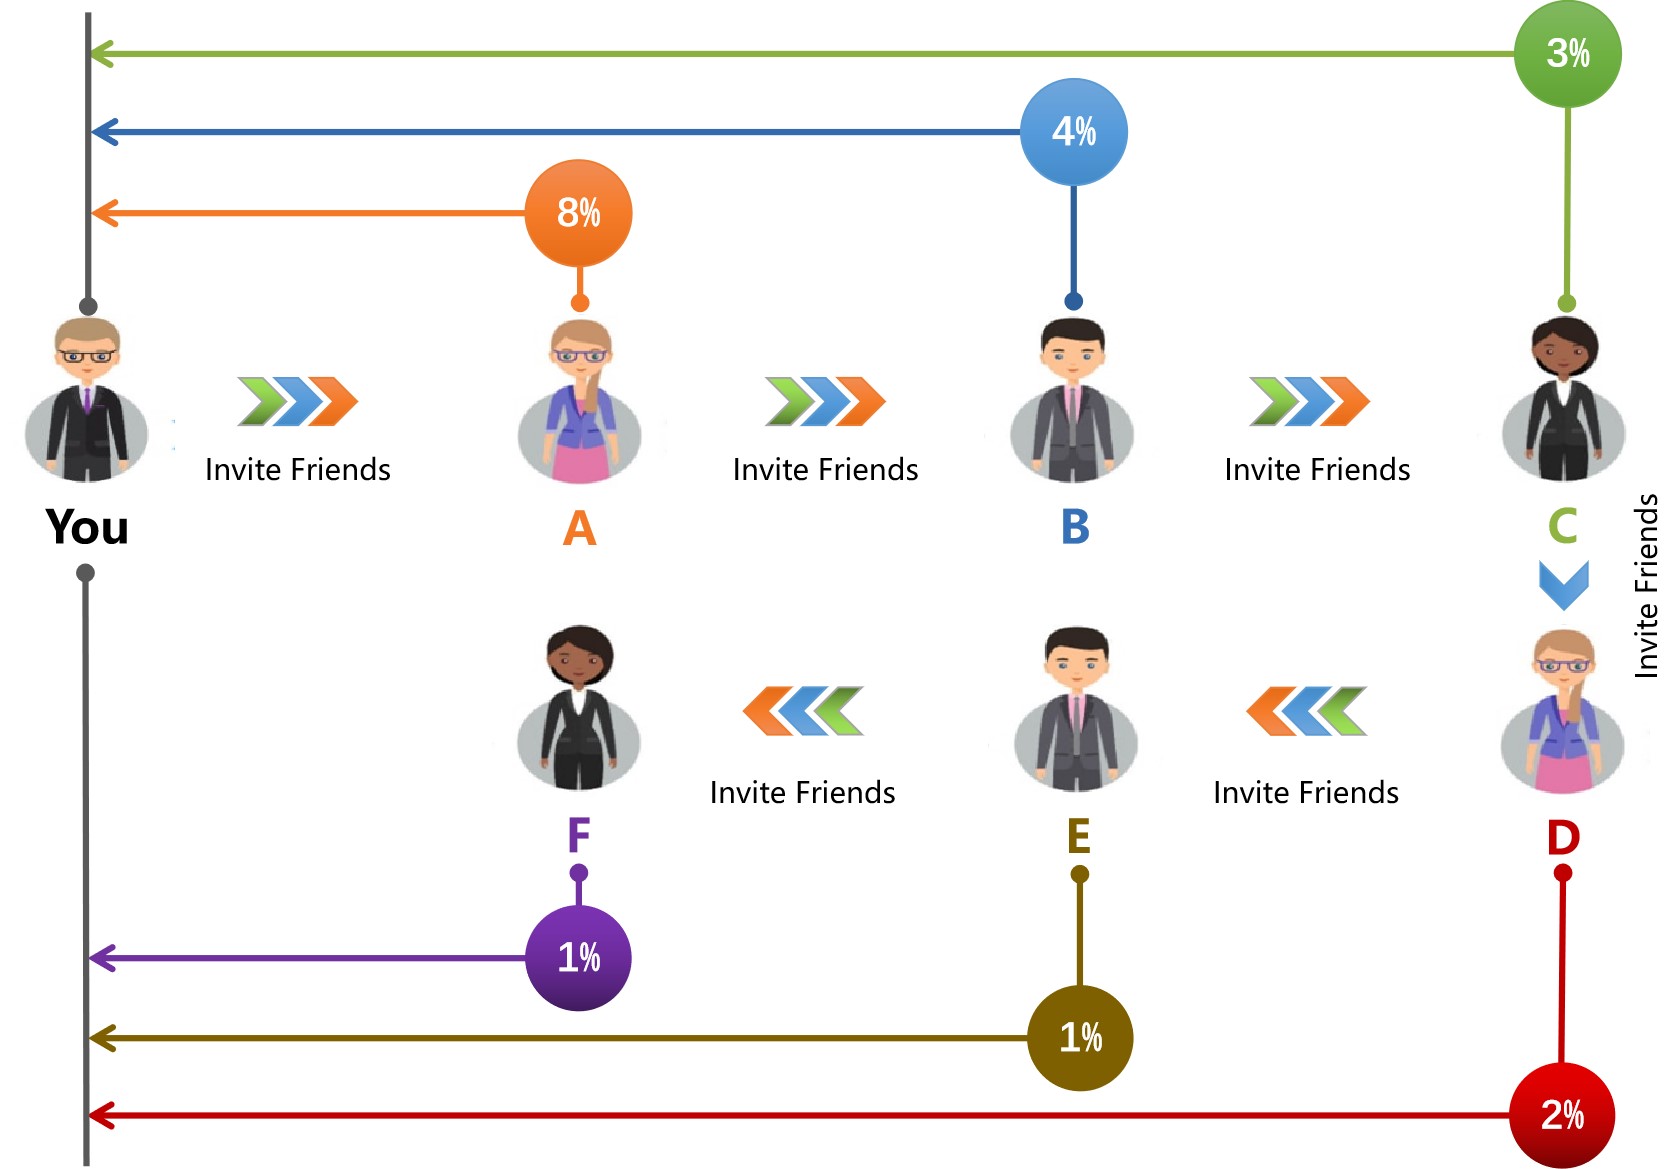 3%
4%
8%
Invite Friends
Invite Friends
Invite Friends
You
A
B
C
Invite Friends
Invite Friends
Invite Friends
F
E
D
1%
1%
2%